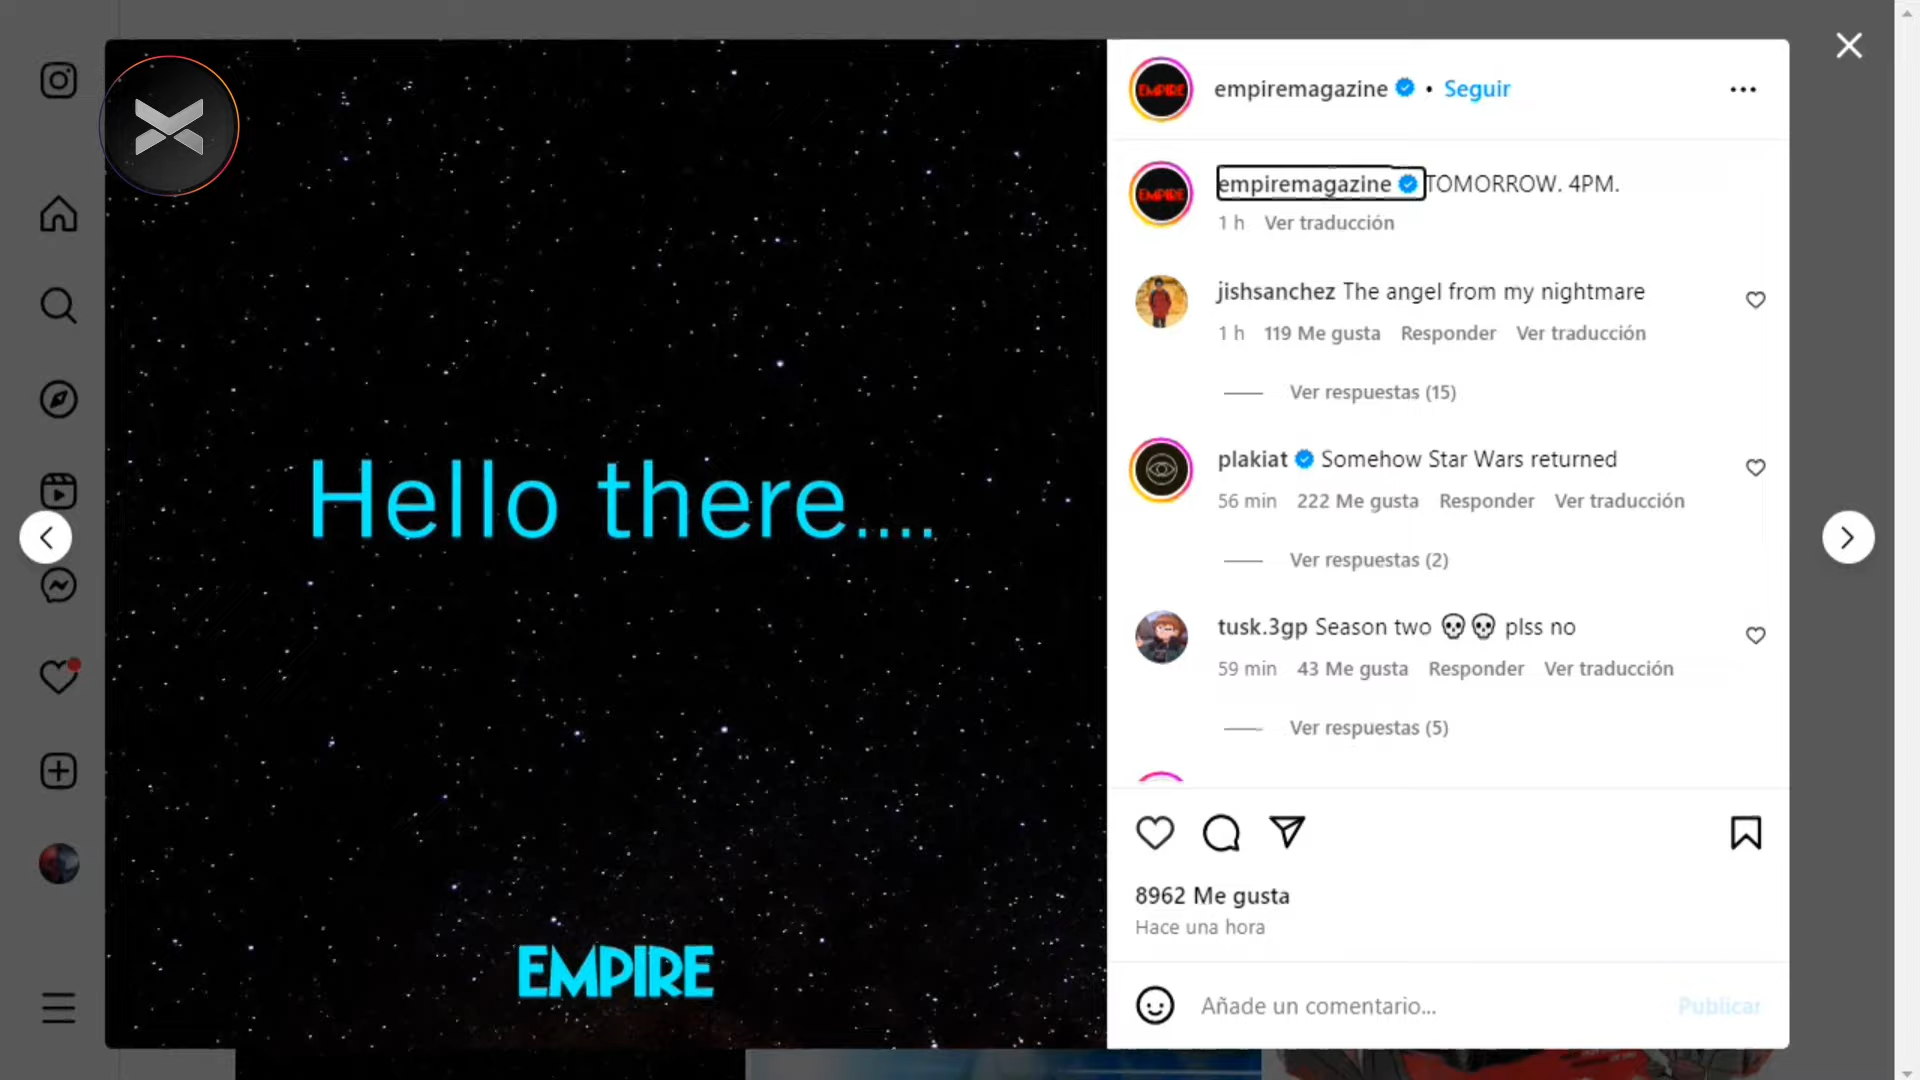 Hello there....
EMPIRE
EMPIRE
empiremagazine • Seguir
EMPIRE
empiremagazine TOMORROW. 4PM.
1 h Ver traducción
jishsanchez The angel from my nightmare
1 h 119 Me gusta Responder Ver traducción
Ver respuestas (15)
plakiat Somehow Star Wars returned
56 min 222 Me gusta Responder Ver traducción
Ver respuestas (2)
tusk.3gp Season two 💀💀 plss no
59 min 43 Me gusta Responder Ver traducción
Ver respuestas (5)
8962 Me gusta
Hace una hora
Añade un comentario...
Publicar